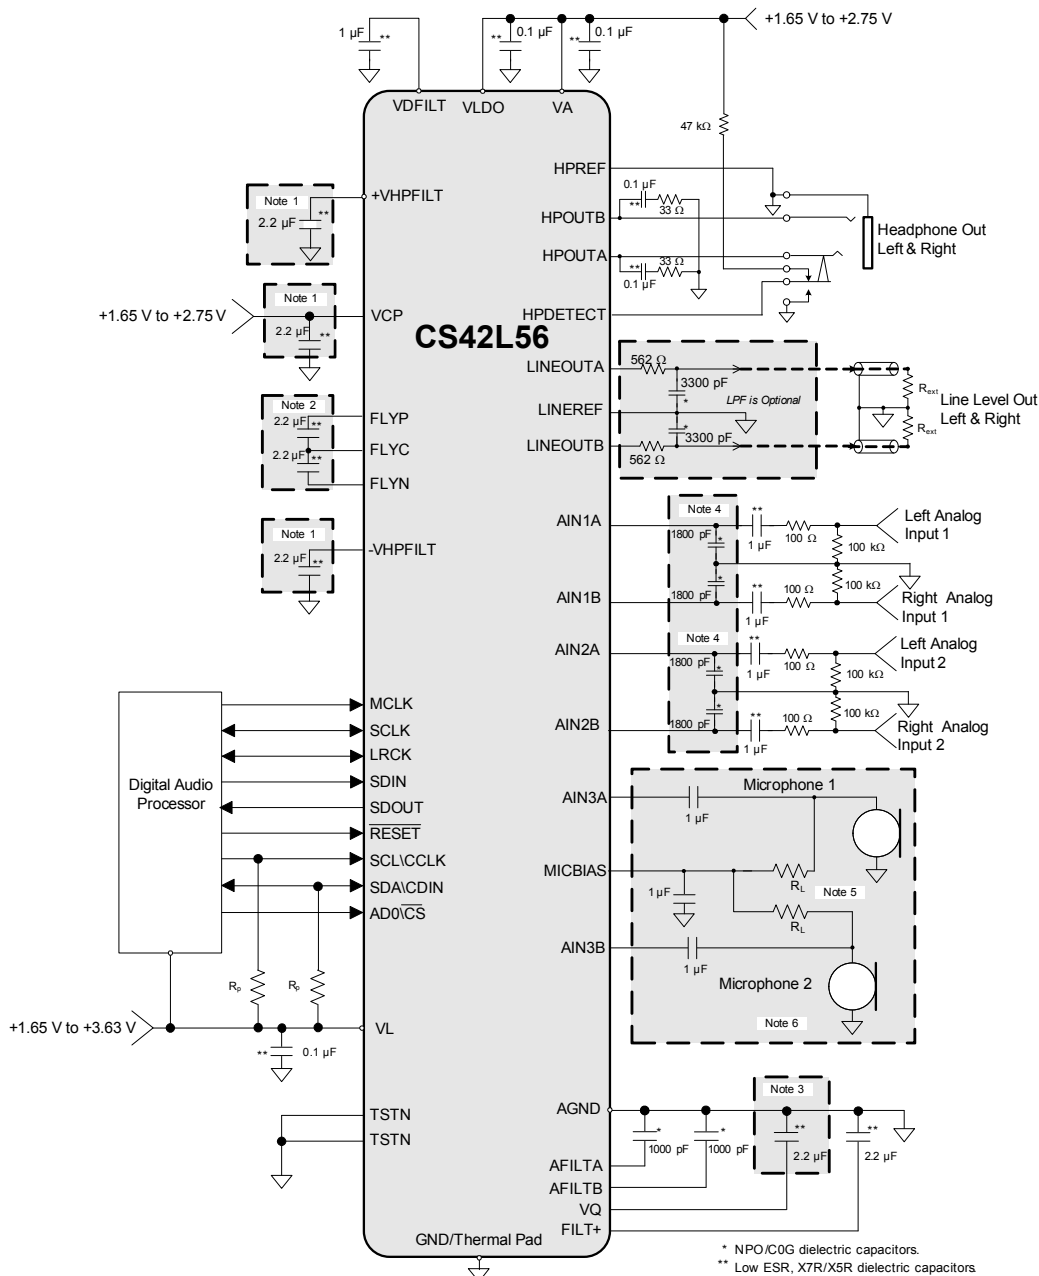 +1.65 V to +2.75 V
1 µF
**
0.1 µF
**
0.1 µF
**
VDFILT
VLDO
VA
47 kΩ
HPREF
Note 1
+VHPFILT
2.2 µF
**
0.1 µF
**
33 Ω
HPOUTB
Headphone Out
Left & Right
HPOUTA
33 Ω
**
0.1 µF
Note 1
+1.65 V to +2.75 V
VCP
2.2 µF
**
HPDETECT
CS42L56
LINEOUTA
562 Ω
3300 pF
*
LPF is Optional
Rext
Line Level Out
Left & Right
LINEREF
*
3300 pF
Rext
LINEOUTB
562 Ω
Note 2
2.2 µF
**
FLYP
FLYC
2.2 µF
**
FLYN
Note 1
-VHPFILT
2.2 µF
**
Note 4
AIN1A
1800 pF
*
**
1 µF
100 Ω
100 kΩ
Left Analog
Input 1
*
100 kΩ
AIN1B
1800 pF
**
1 µF
100 Ω
Right Analog
Input 1
Note 4
AIN2A
1800 pF
*
**
1 µF
100 Ω
100 kΩ
Left Analog
Input 2
*
100 kΩ
AIN2B
1800 pF
**
1 µF
100 Ω
Right Analog
Input 2
Digital Audio
Processor
MCLK
SCLK
LRCK
SDIN
SDOUT
RESET
SCL\CCLK
SDA\CDIN
AD0\CS
Microphone 1
AIN3A
1 µF
MICBIAS
1 µF
RL
Note 5
RL
AIN3B
1 µF
Microphone 2
Note 6
Rp
Rp
+1.65 V to +3.63 V
VL
**
0.1 µF
Note 3
TSTN
TSTN
AGND
*
1000 pF
*
1000 pF
**
2.2 µF
**
2.2 µF
AFILTA
AFILTB
VQ
FILT+
GND/Thermal Pad
* NPO/C0G dielectric capacitors.
** Low ESR, X7R/X5R dielectric capacitors.